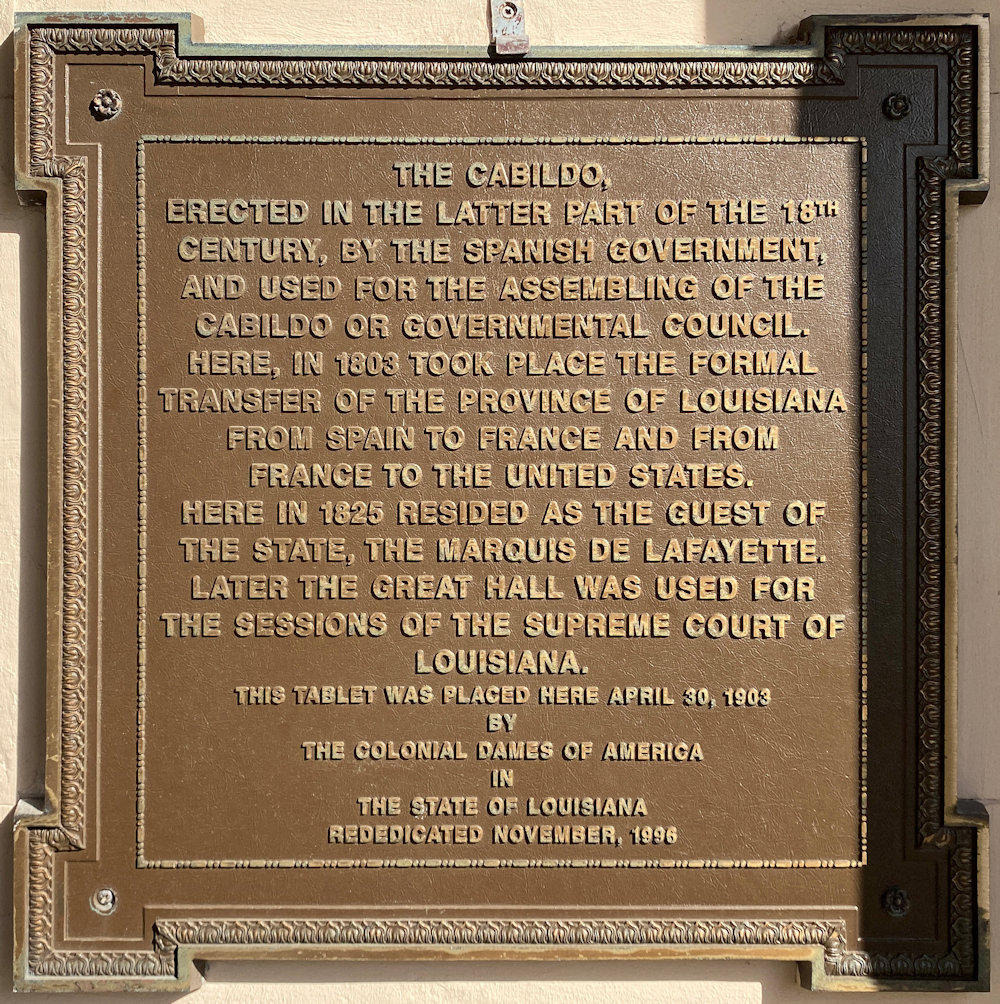 THE CABILDO,
ERECTED IN THE LATTER PART OF THE 18TH
CENTURY, BY THE SPANISH GOVERNMENT,
AND USED FOR THE ASSEMBLING OF THE
CABILDO OR GOVERNMENTAL COUNCIL.
HERE, IN 1803 TOOK PLACE THE FORMAL
TRANSFER OF THE PROVINCE OF LOUISIANA
FROM SPAIN TO FRANCE AND FROM
FRANCE TO THE UNITED STATES.
HERE IN 1825 RESIDED AS THE GUEST OF
THE STATE, THE MARQUIS DE LAFAYETTE.
LATER THE GREAT HALL WAS USED FOR
THE SESSIONS OF THE SUPREME COURT OF
LOUISIANA.
THIS TABLET WAS PLACED HERE APRIL 30, 1903
BY
THE COLONIAL DAMES OF AMERICA
IN
THE STATE OF LOUISIANA
REDEDICATED NOVEMBER, 1996